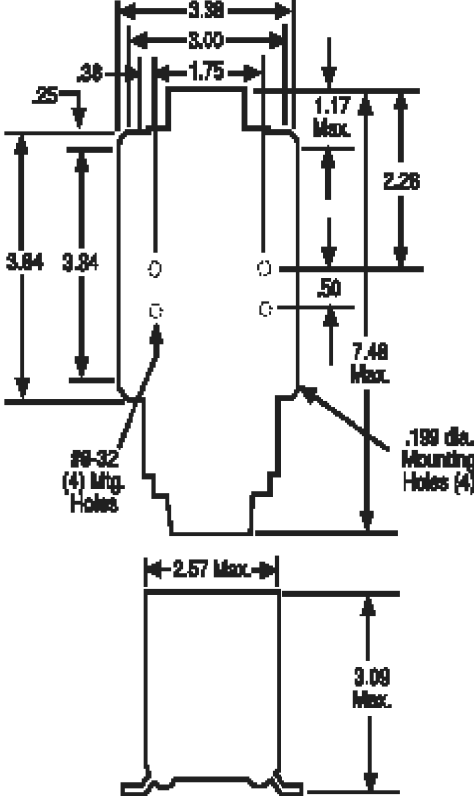 3.38
3.00
.38
1.75
.25
1.17
Max.
2.26
3.84
3.34
.50
7.48
Max.
#8-32
(4) Mtg.
Holes
.199 dia.
Mounting
Holes (4)
2.57 Max.
3.09
Max.